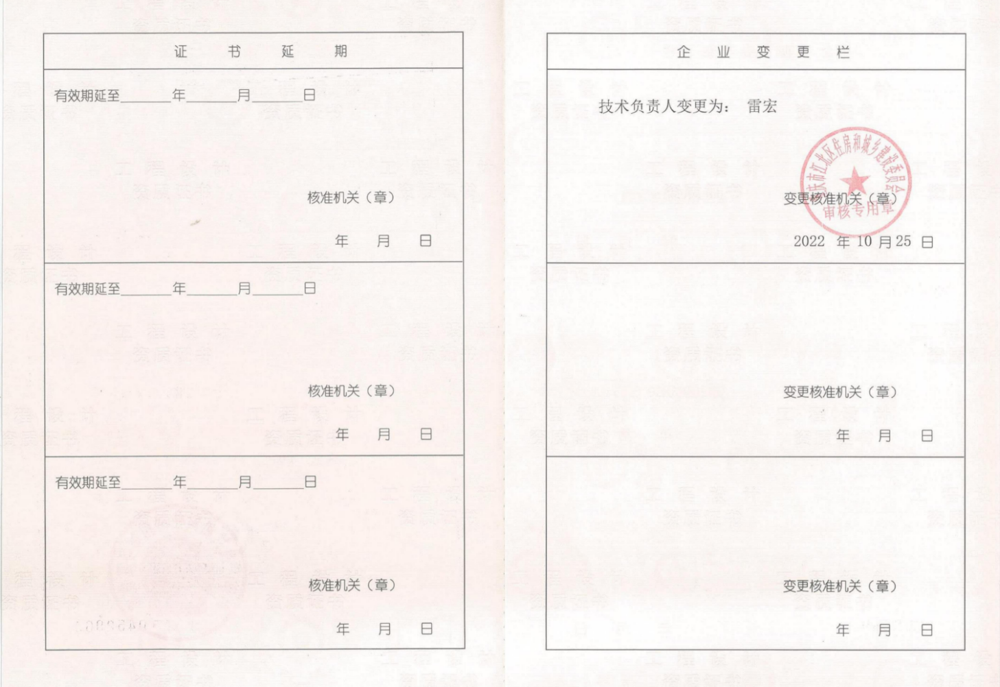 证 书 延 期
有效期延至____年____月____日
核准机关（章）
年 月 日
有效期延至____年____月____日
核准机关（章）
年 月 日
有效期延至____年____月____日
核准机关（章）
年 月 日
企 业 变 更 栏
技术负责人变更为： 雷宏
重庆市江北区住房和城乡建设委员会
变更核准机关（章）
审核专用章
2022 年 10 月 25 日
变更核准机关（章）
年 月 日
变更核准机关（章）
年 月 日